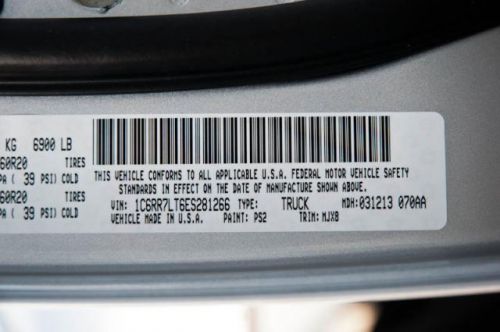 KG 6900 LB
60R20 TIRES
PA ( 39 PSI) COLD
60R20 TIRES
PA ( 39 PSI) COLD
THIS VEHICLE CONFORMS TO ALL APPLICABLE U.S.A. FEDERAL MOTOR VEHICLE SAFETY
STANDARDS IN EFFECT ON THE DATE OF MANUFACTURE SHOWN ABOVE.
VIN: 1C6RR7LT6ES281266 TYPE: TRUCK MDH: 031213 070AA
VEHICLE MADE IN: U.S.A. PAINT: PS2 TRIM: MJX8